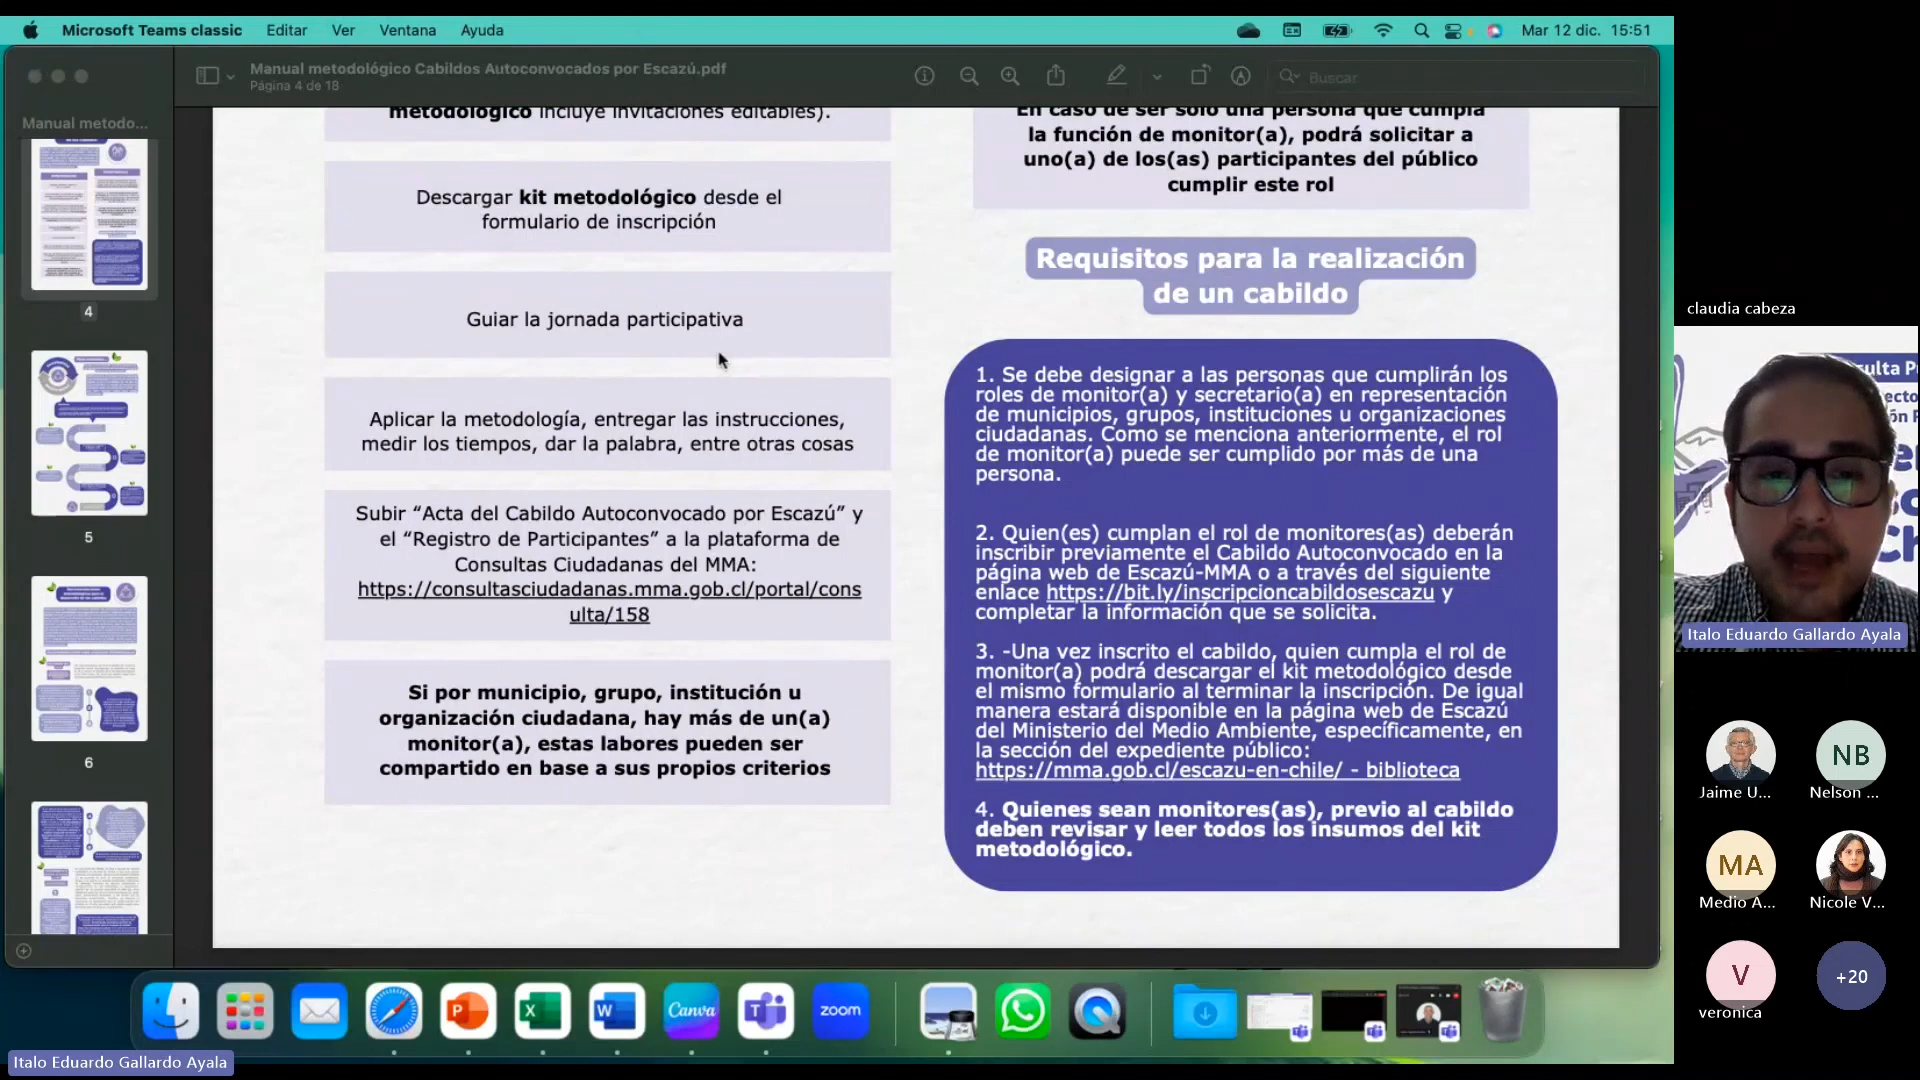 Microsoft Teams classic
Editar
Ver
Ventana
Ayuda
Mar 12 dic. 15:51
Manual metodológico Cabildos Autoconvocados por Escazú.pdf
Página 4 de 18
Buscar
Manual metodo...
4
5
6
metodológico incluye invitaciones editables).
Descargar kit metodológico desde el
formulario de inscripción
Guiar la jornada participativa
Aplicar la metodología, entregar las instrucciones,
medir los tiempos, dar la palabra, entre otras cosas
Subir “Acta del Cabildo Autoconvocado por Escazú” y
el “Registro de Participantes” a la plataforma de
Consultas Ciudadanas del MMA:
https://consultasciudadanas.mma.gob.cl/portal/cons
ulta/158
Si por municipio, grupo, institución u
organización ciudadana, hay más de un(a)
monitor(a), estas labores pueden ser
compartido en base a sus propios criterios
En caso de ser solo una persona que cumpla
la función de monitor(a), podrá solicitar a
uno(a) de los(as) participantes del público
cumplir este rol
Requisitos para la realización
de un cabildo
1. Se debe designar a las personas que cumplirán los
roles de monitor(a) y secretario(a) en representación
de municipios, grupos, instituciones u organizaciones
ciudadanas. Como se menciona anteriormente, el rol
de monitor(a) puede ser cumplido por más de una
persona.
2. Quien(es) cumplan el rol de monitores(as) deberán
inscribir previamente el Cabildo Autoconvocado en la
página web de Escazú-MMA o a través del siguiente
enlace https://bit.ly/inscripcioncabildosescazu y
completar la información que se solicita.
3. -Una vez inscrito el cabildo, quien cumpla el rol de
monitor(a) podrá descargar el kit metodológico desde
el mismo formulario al terminar la inscripción. De igual
manera estará disponible en la página web de Escazú
del Ministerio del Medio Ambiente, específicamente, en
la sección del expediente público:
https://mma.gob.cl/escazu-en-chile/ - biblioteca
4. Quienes sean monitores(as), previo al cabildo
deben revisar y leer todos los insumos del kit
metodológico.
claudia cabeza
Italo Eduardo Gallardo Ayala
NB
Jaime U...
Nelson ...
MA
Medio A...
Nicole V...
V
+20
veronica
Canva
zoom
Italo Eduardo Gallardo Ayala